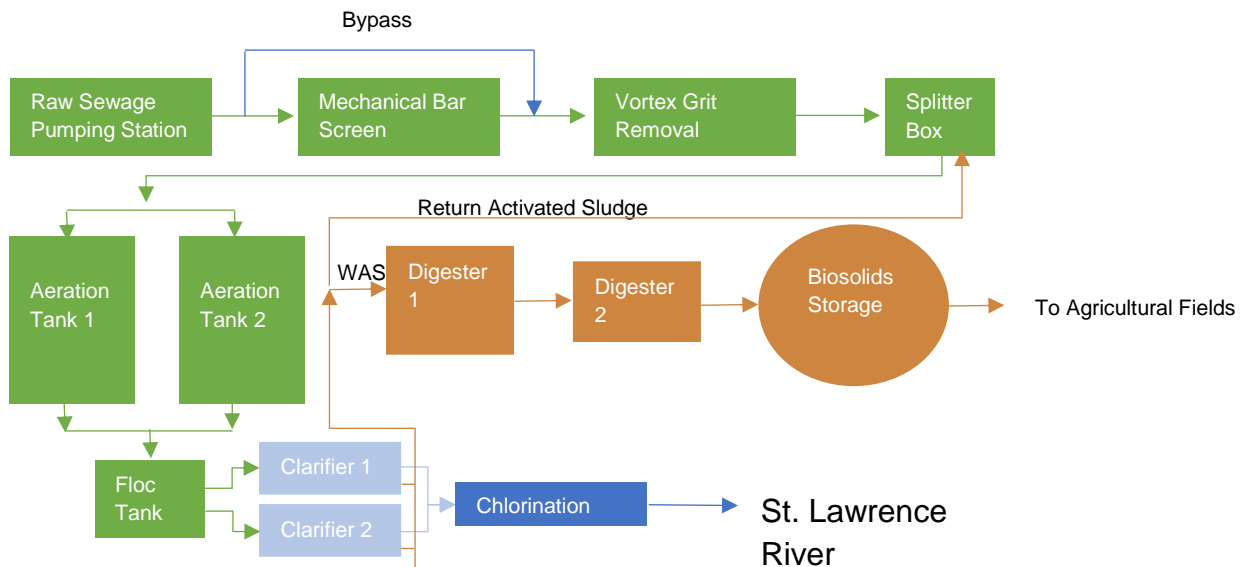 Bypass
Raw Sewage
Pumping Station
Mechanical Bar
Screen
Vortex Grit
Removal
Splitter
Box
Return Activated Sludge
Aeration
Tank 1
Aeration
Tank 2
WAS
Digester
1
Digester
2
Biosolids
Storage
To Agricultural Fields
Floc
Tank
Clarifier 1
Clarifier 2
Chlorination
St. Lawrence
River